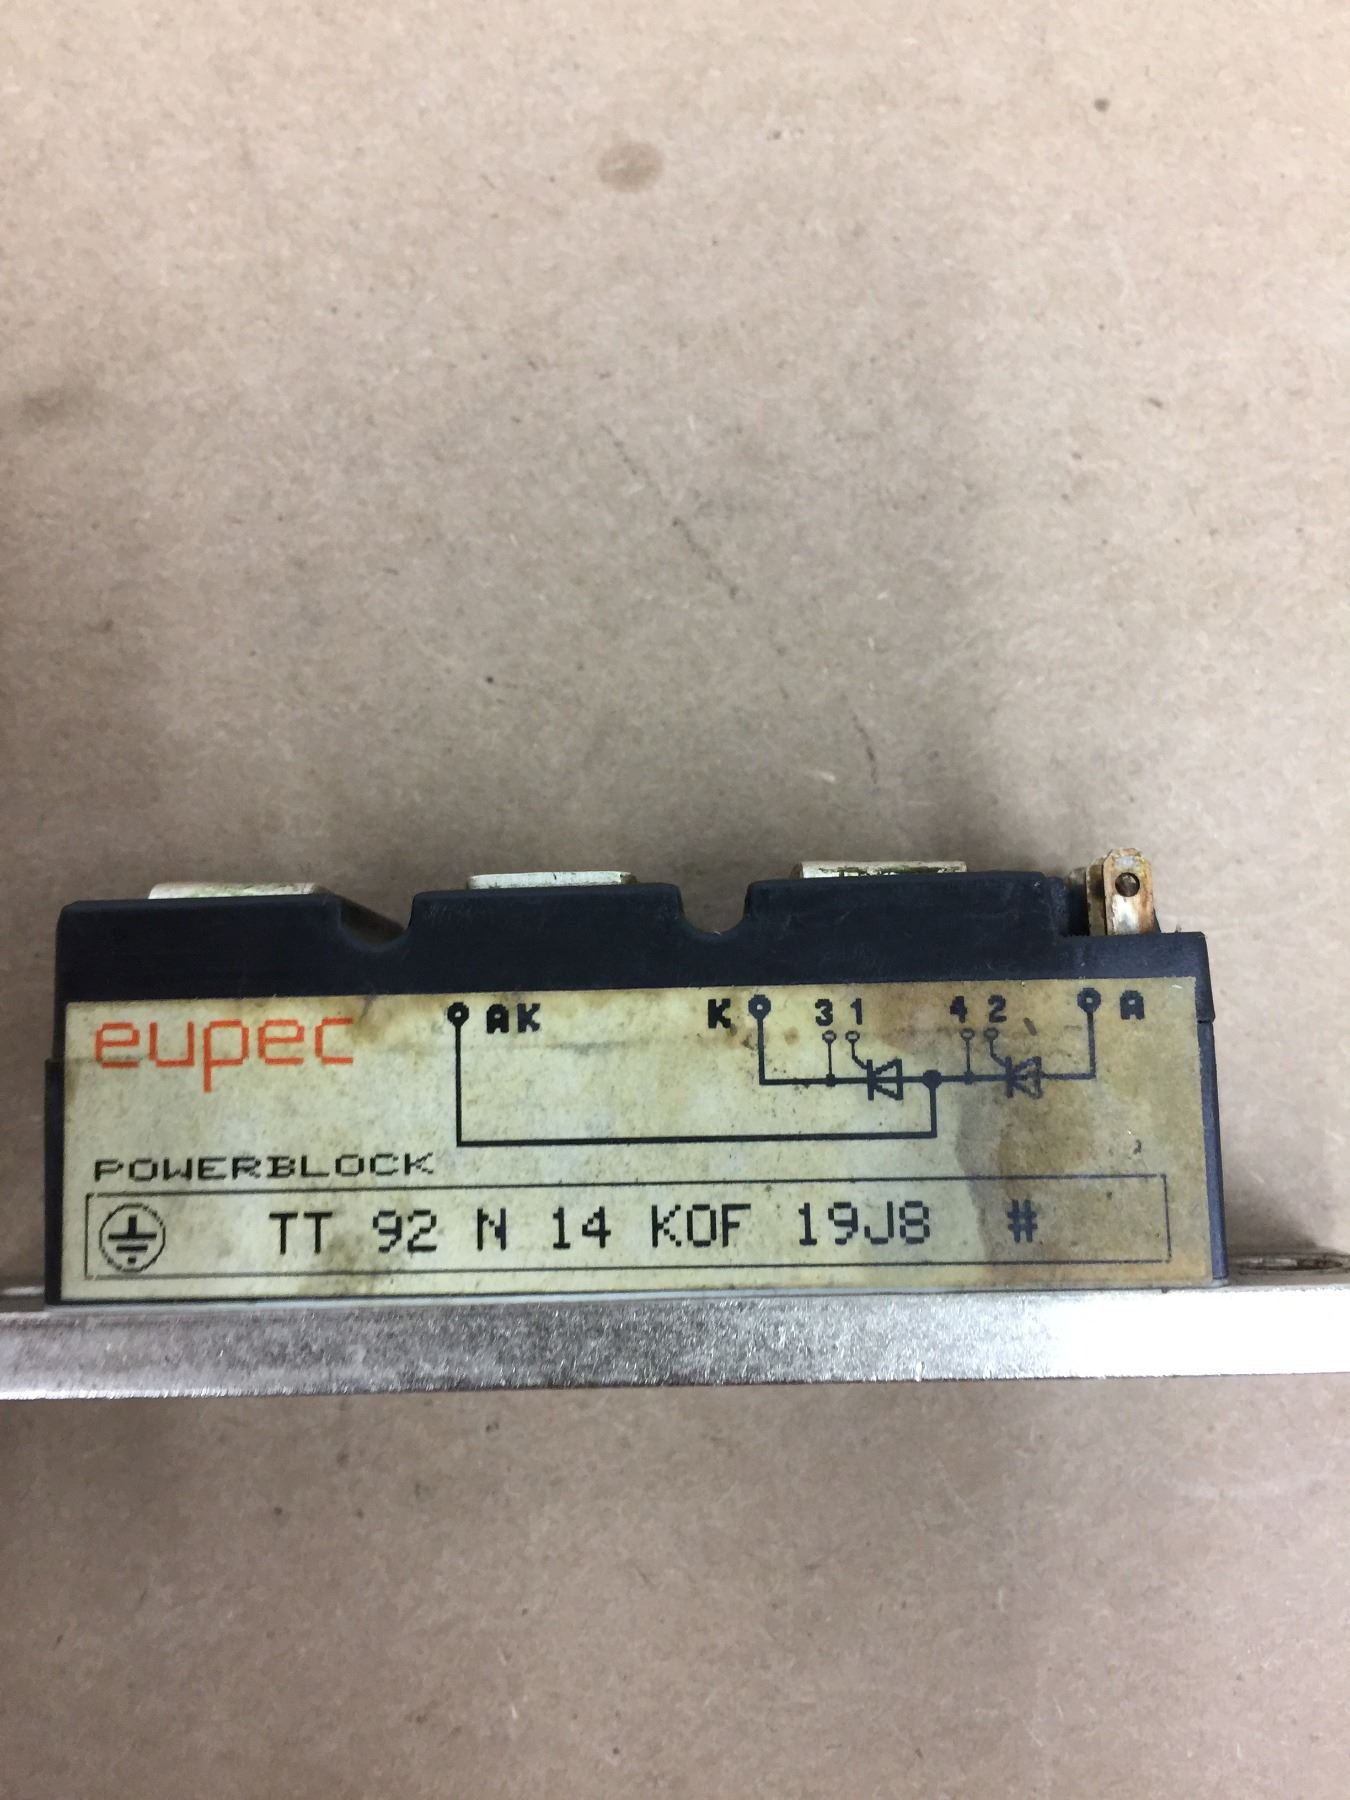 eupec
AK K 3 1 4 2 A
POWERBLOCK
TT 92 N 14 KOF 19J8 #